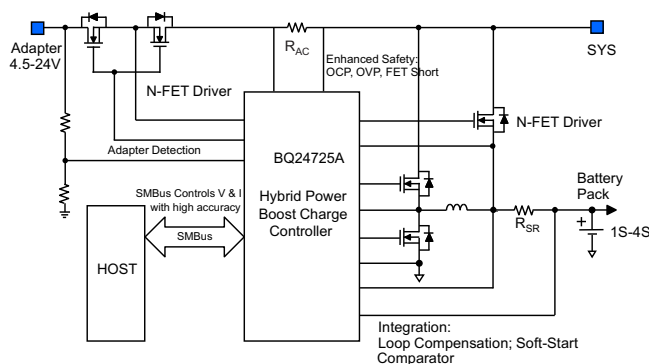 Adapter
4.5-24V
R_AC
SYS
Enhanced Safety:
OCP, OVP, FET Short
N-FET Driver
N-FET Driver
Adapter Detection
BQ24725A
Hybrid Power
Boost Charge
Controller
SMBus Controls V & I
with high accuracy
SMBus
HOST
Battery
Pack
R_SR
+
1S-4S
Integration:
Loop Compensation; Soft-Start
Comparator